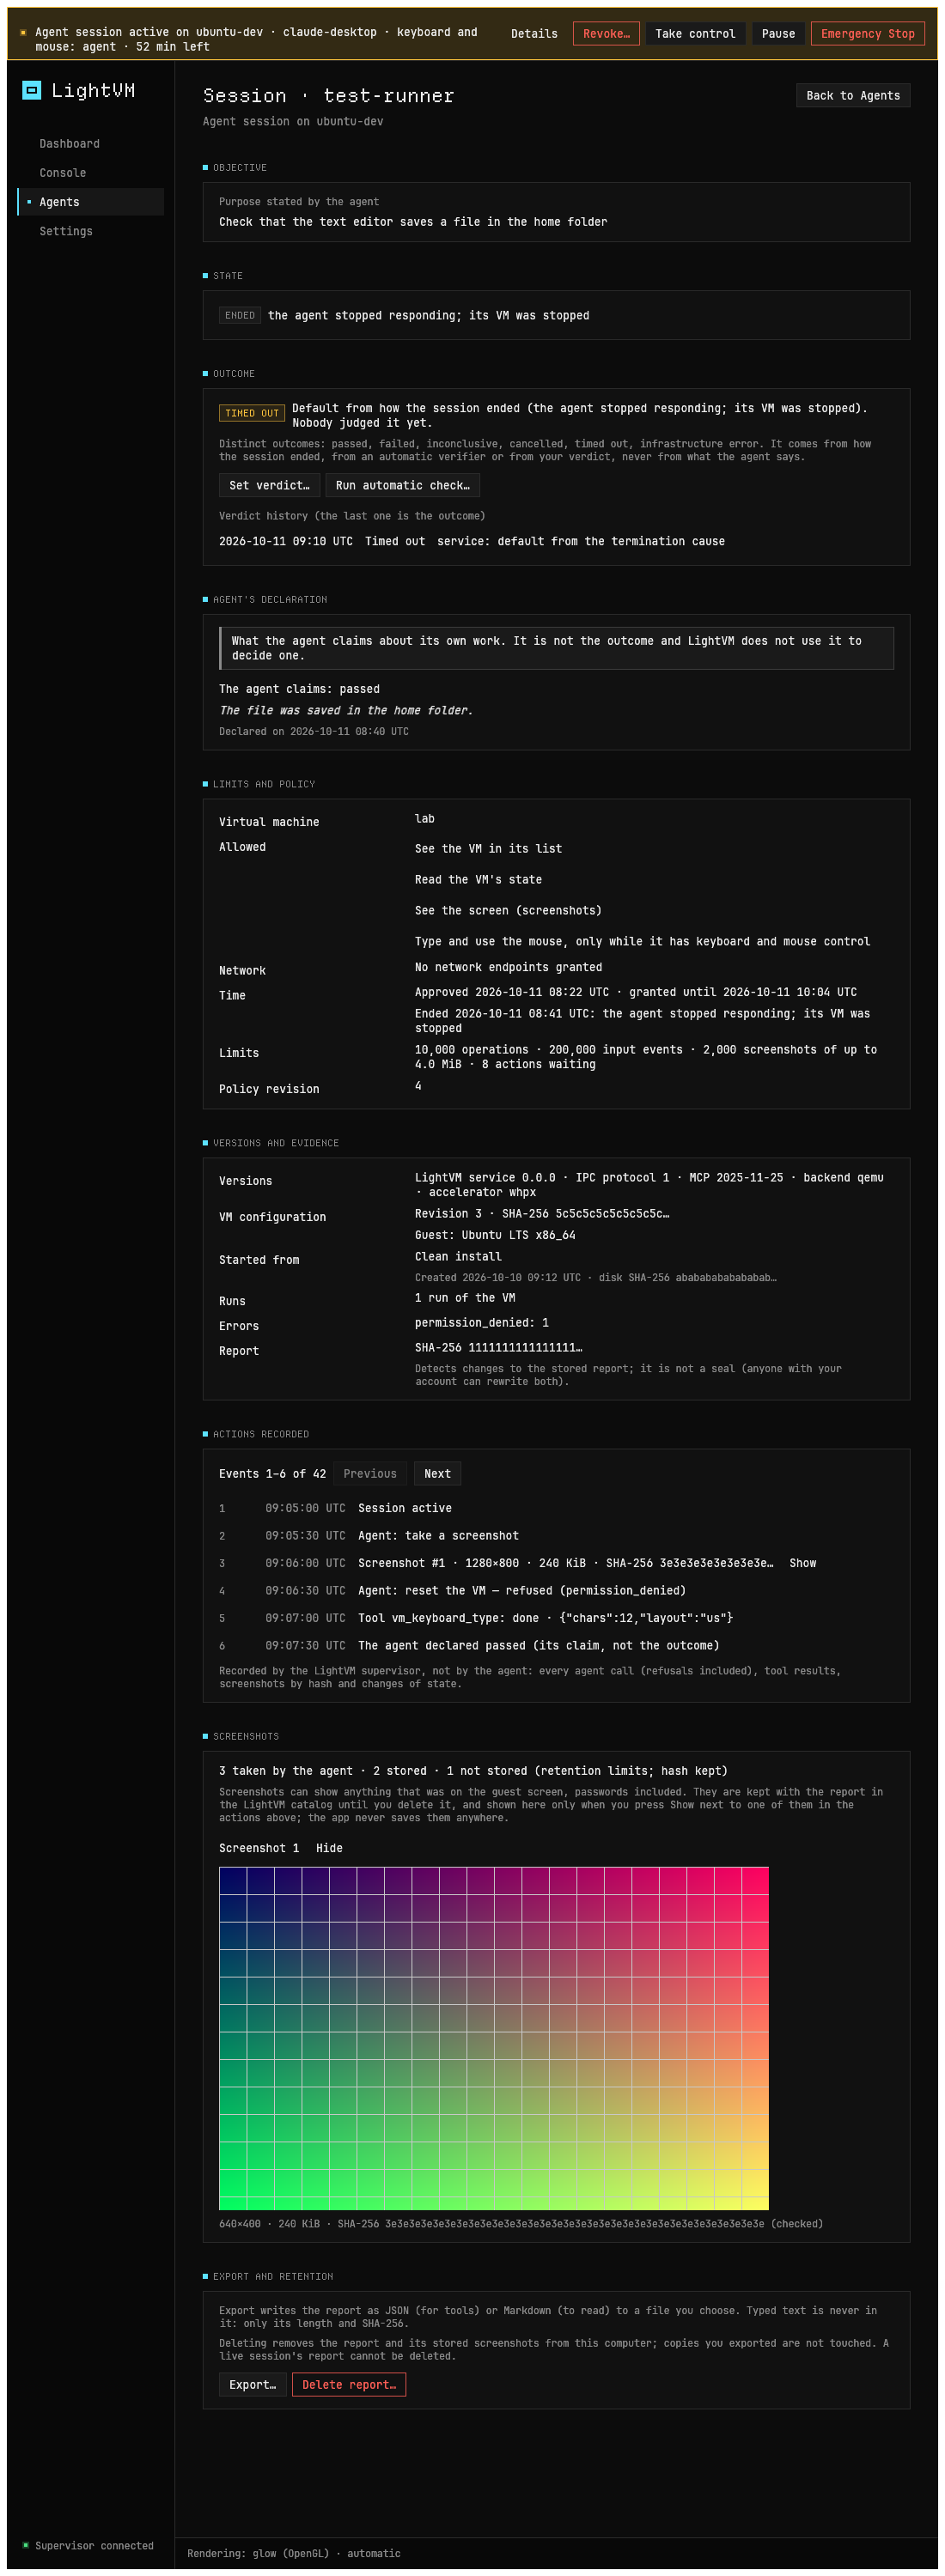 Agent session active on ubuntu-dev · claude-desktop · keyboard and
mouse: agent · 52 min left
Details
Revoke…
Take control
Pause
Emergency Stop
LightVM
Dashboard
Console
Agents
Settings
Session · test-runner
Back to Agents
Agent session on ubuntu-dev
OBJECTIVE
Purpose stated by the agent
Check that the text editor saves a file in the home folder
STATE
ENDED the agent stopped responding; its VM was stopped
OUTCOME
TIMED OUT Default from how the session ended (the agent stopped responding; its VM was stopped).
Nobody judged it yet.
Distinct outcomes: passed, failed, inconclusive, cancelled, timed out, infrastructure error. It comes from how
the session ended, from an automatic verifier or from your verdict, never from what the agent says.
Set verdict… Run automatic check…
Verdict history (the last one is the outcome)
2026-10-11 09:10 UTC Timed out service: default from the termination cause
AGENT'S DECLARATION
What the agent claims about its own work. It is not the outcome and LightVM does not use it to
decide one.
The agent claims: passed
The file was saved in the home folder.
Declared on 2026-10-11 08:40 UTC
LIMITS AND POLICY
Virtual machine lab
Allowed See the VM in its list
Read the VM's state
See the screen (screenshots)
Type and use the mouse, only while it has keyboard and mouse control
Network No network endpoints granted
Time Approved 2026-10-11 08:22 UTC · granted until 2026-10-11 10:04 UTC
Ended 2026-10-11 08:41 UTC: the agent stopped responding; its VM was
stopped
Limits 10,000 operations · 200,000 input events · 2,000 screenshots of up to
4.0 MiB · 8 actions waiting
Policy revision 4
VERSIONS AND EVIDENCE
Versions LightVM service 0.0.0 · IPC protocol 1 · MCP 2025-11-25 · backend qemu
· accelerator whpx
VM configuration Revision 3 · SHA-256 5c5c5c5c5c5c5c5c…
Guest: Ubuntu LTS x86_64
Started from Clean install
Created 2026-10-10 09:12 UTC · disk SHA-256 abababababababab…
Runs 1 run of the VM
Errors permission_denied: 1
Report SHA-256 1111111111111111…
Detects changes to the stored report; it is not a seal (anyone with your
account can rewrite both).
ACTIONS RECORDED
Events 1–6 of 42 Previous Next
1 09:05:00 UTC Session active
2 09:05:30 UTC Agent: take a screenshot
3 09:06:00 UTC Screenshot #1 · 1280×800 · 240 KiB · SHA-256 3e3e3e3e3e3e3e3e… Show
4 09:06:30 UTC Agent: reset the VM — refused (permission_denied)
5 09:07:00 UTC Tool vm_keyboard_type: done · {"chars":12,"layout":"us"}
6 09:07:30 UTC The agent declared passed (its claim, not the outcome)
Recorded by the LightVM supervisor, not by the agent: every agent call (refusals included), tool results,
screenshots by hash and changes of state.
SCREENSHOTS
3 taken by the agent · 2 stored · 1 not stored (retention limits; hash kept)
Screenshots can show anything that was on the guest screen, passwords included. They are kept with the report in
the LightVM catalog until you delete it, and shown here only when you press Show next to one of them in the
actions above; the app never saves them anywhere.
Screenshot 1 Hide
640×400 · 240 KiB · SHA-256 3e3e3e3e3e3e3e3e3e3e3e3e3e3e3e3e3e3e3e3e3e3e3e3e3e3e3e3e3e3e3e3e (checked)
EXPORT AND RETENTION
Export writes the report as JSON (for tools) or Markdown (to read) to a file you choose. Typed text is never in
it: only its length and SHA-256.
Deleting removes the report and its stored screenshots from this computer; copies you exported are not touched. A
live session's report cannot be deleted.
Export… Delete report…
Supervisor connected
Rendering: glow (OpenGL) · automatic